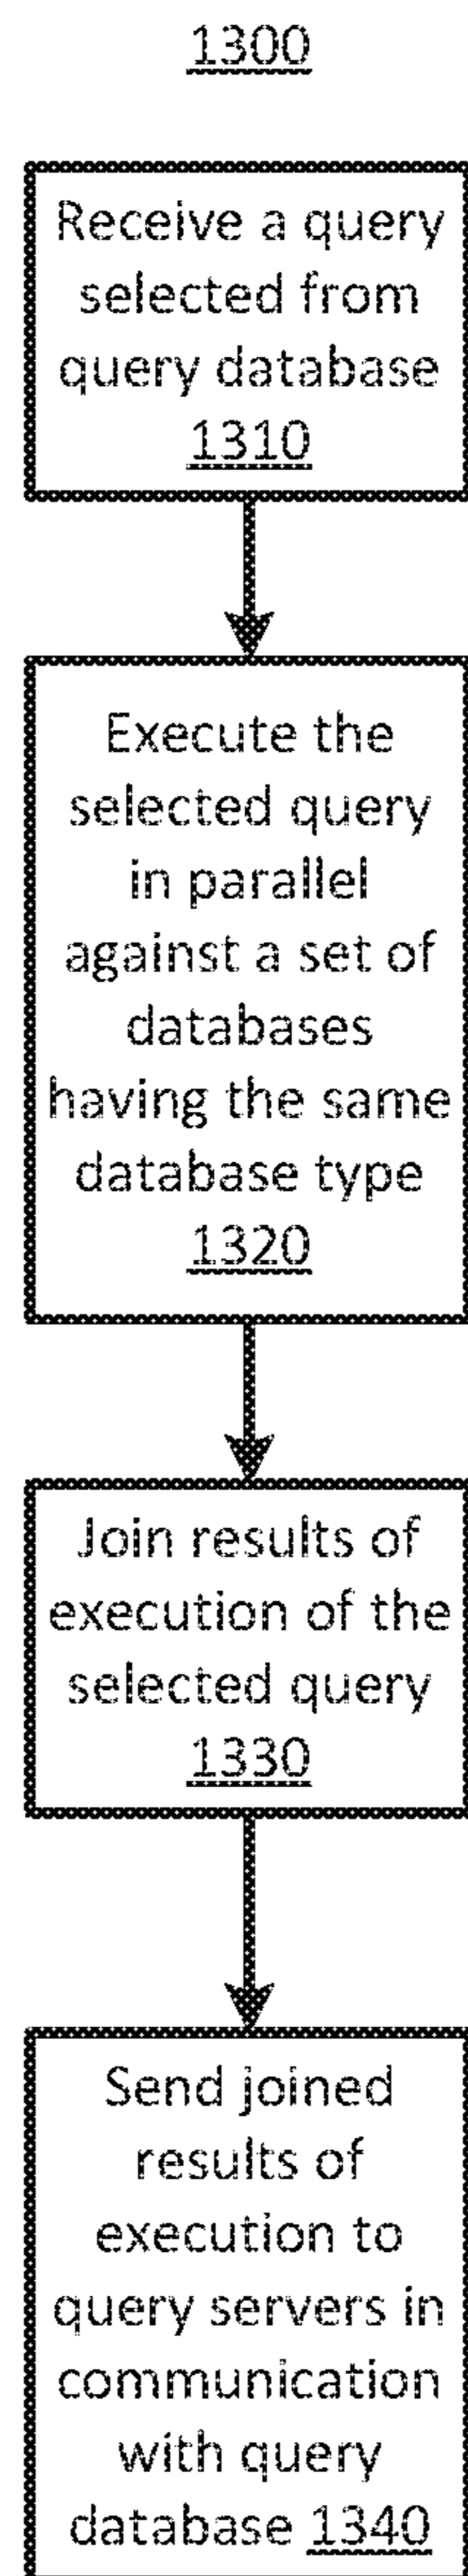 1300
Receive a query
selected from
query database
1310
Execute the
selected query
in parallel
against a set of
databases
having the same
database type
1320
Join results of
execution of the
selected query
1330
Send joined
results of
execution to
query servers in
communication
with query
database 1340